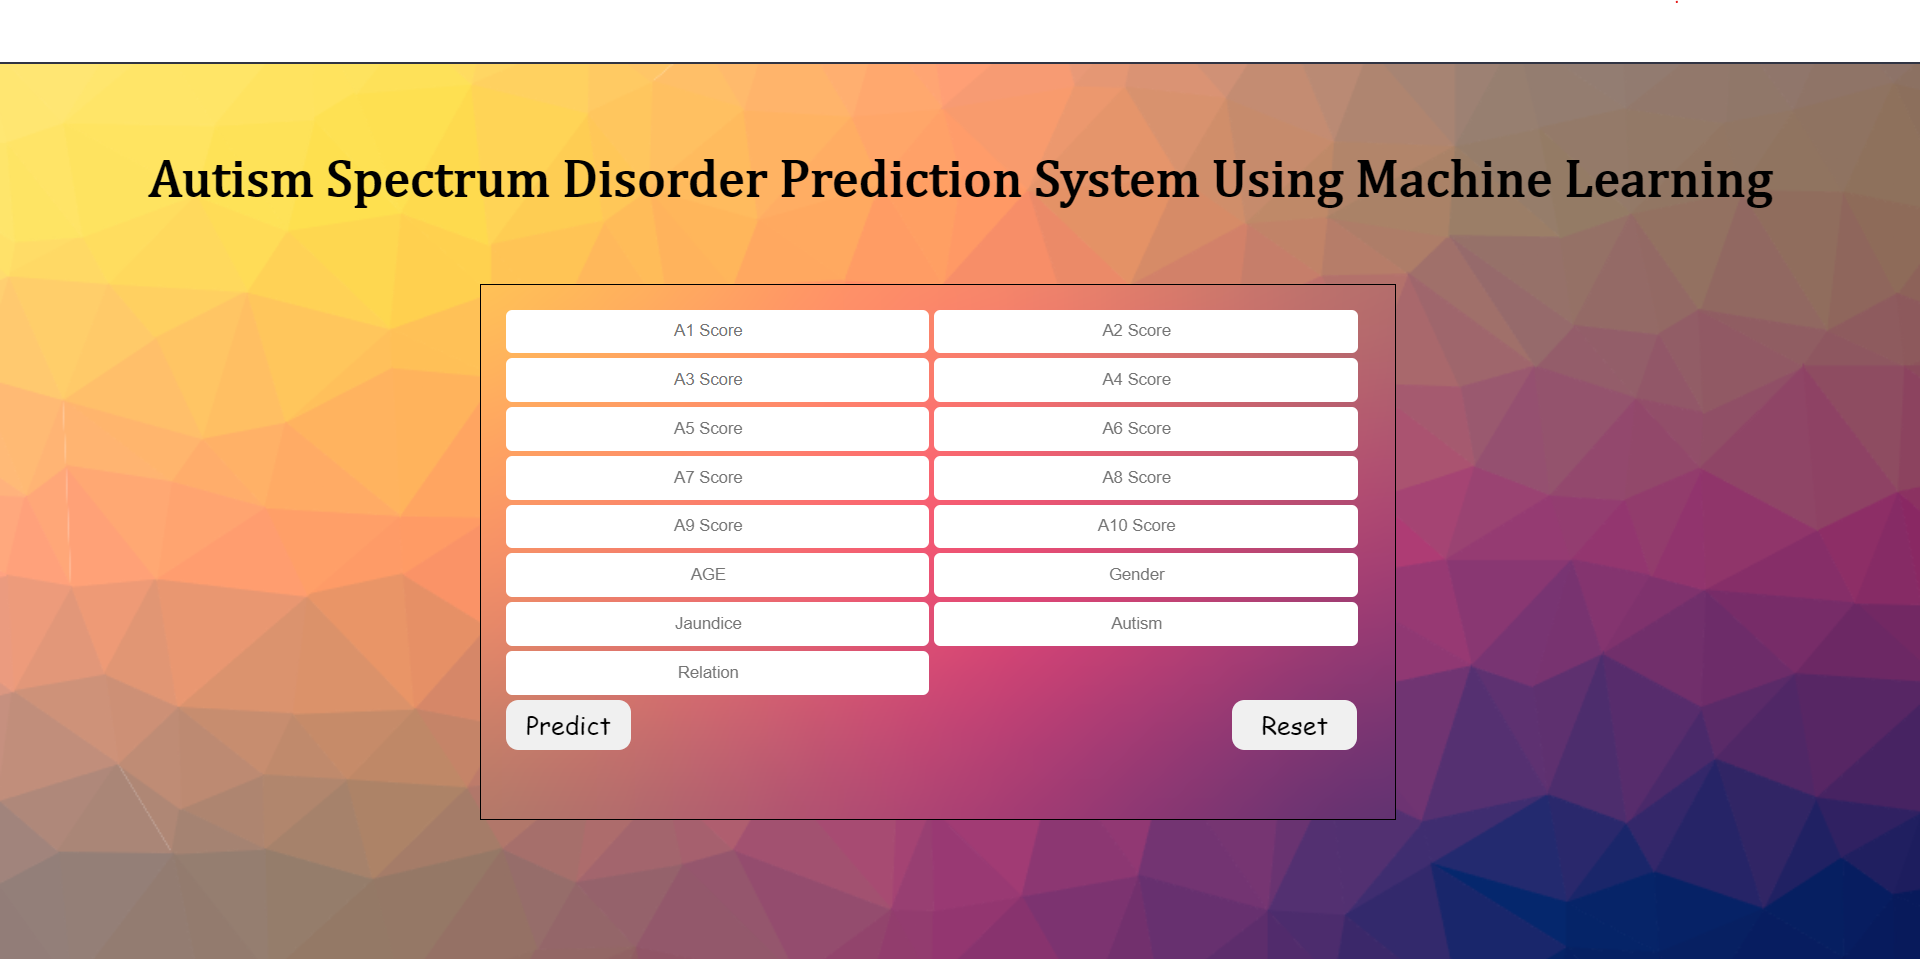 Autism Spectrum Disorder Prediction System Using Machine Learning
A1 Score
A2 Score
A3 Score
A4 Score
A5 Score
A6 Score
A7 Score
A8 Score
A9 Score
A10 Score
AGE
Gender
Jaundice
Autism
Relation
Predict
Reset